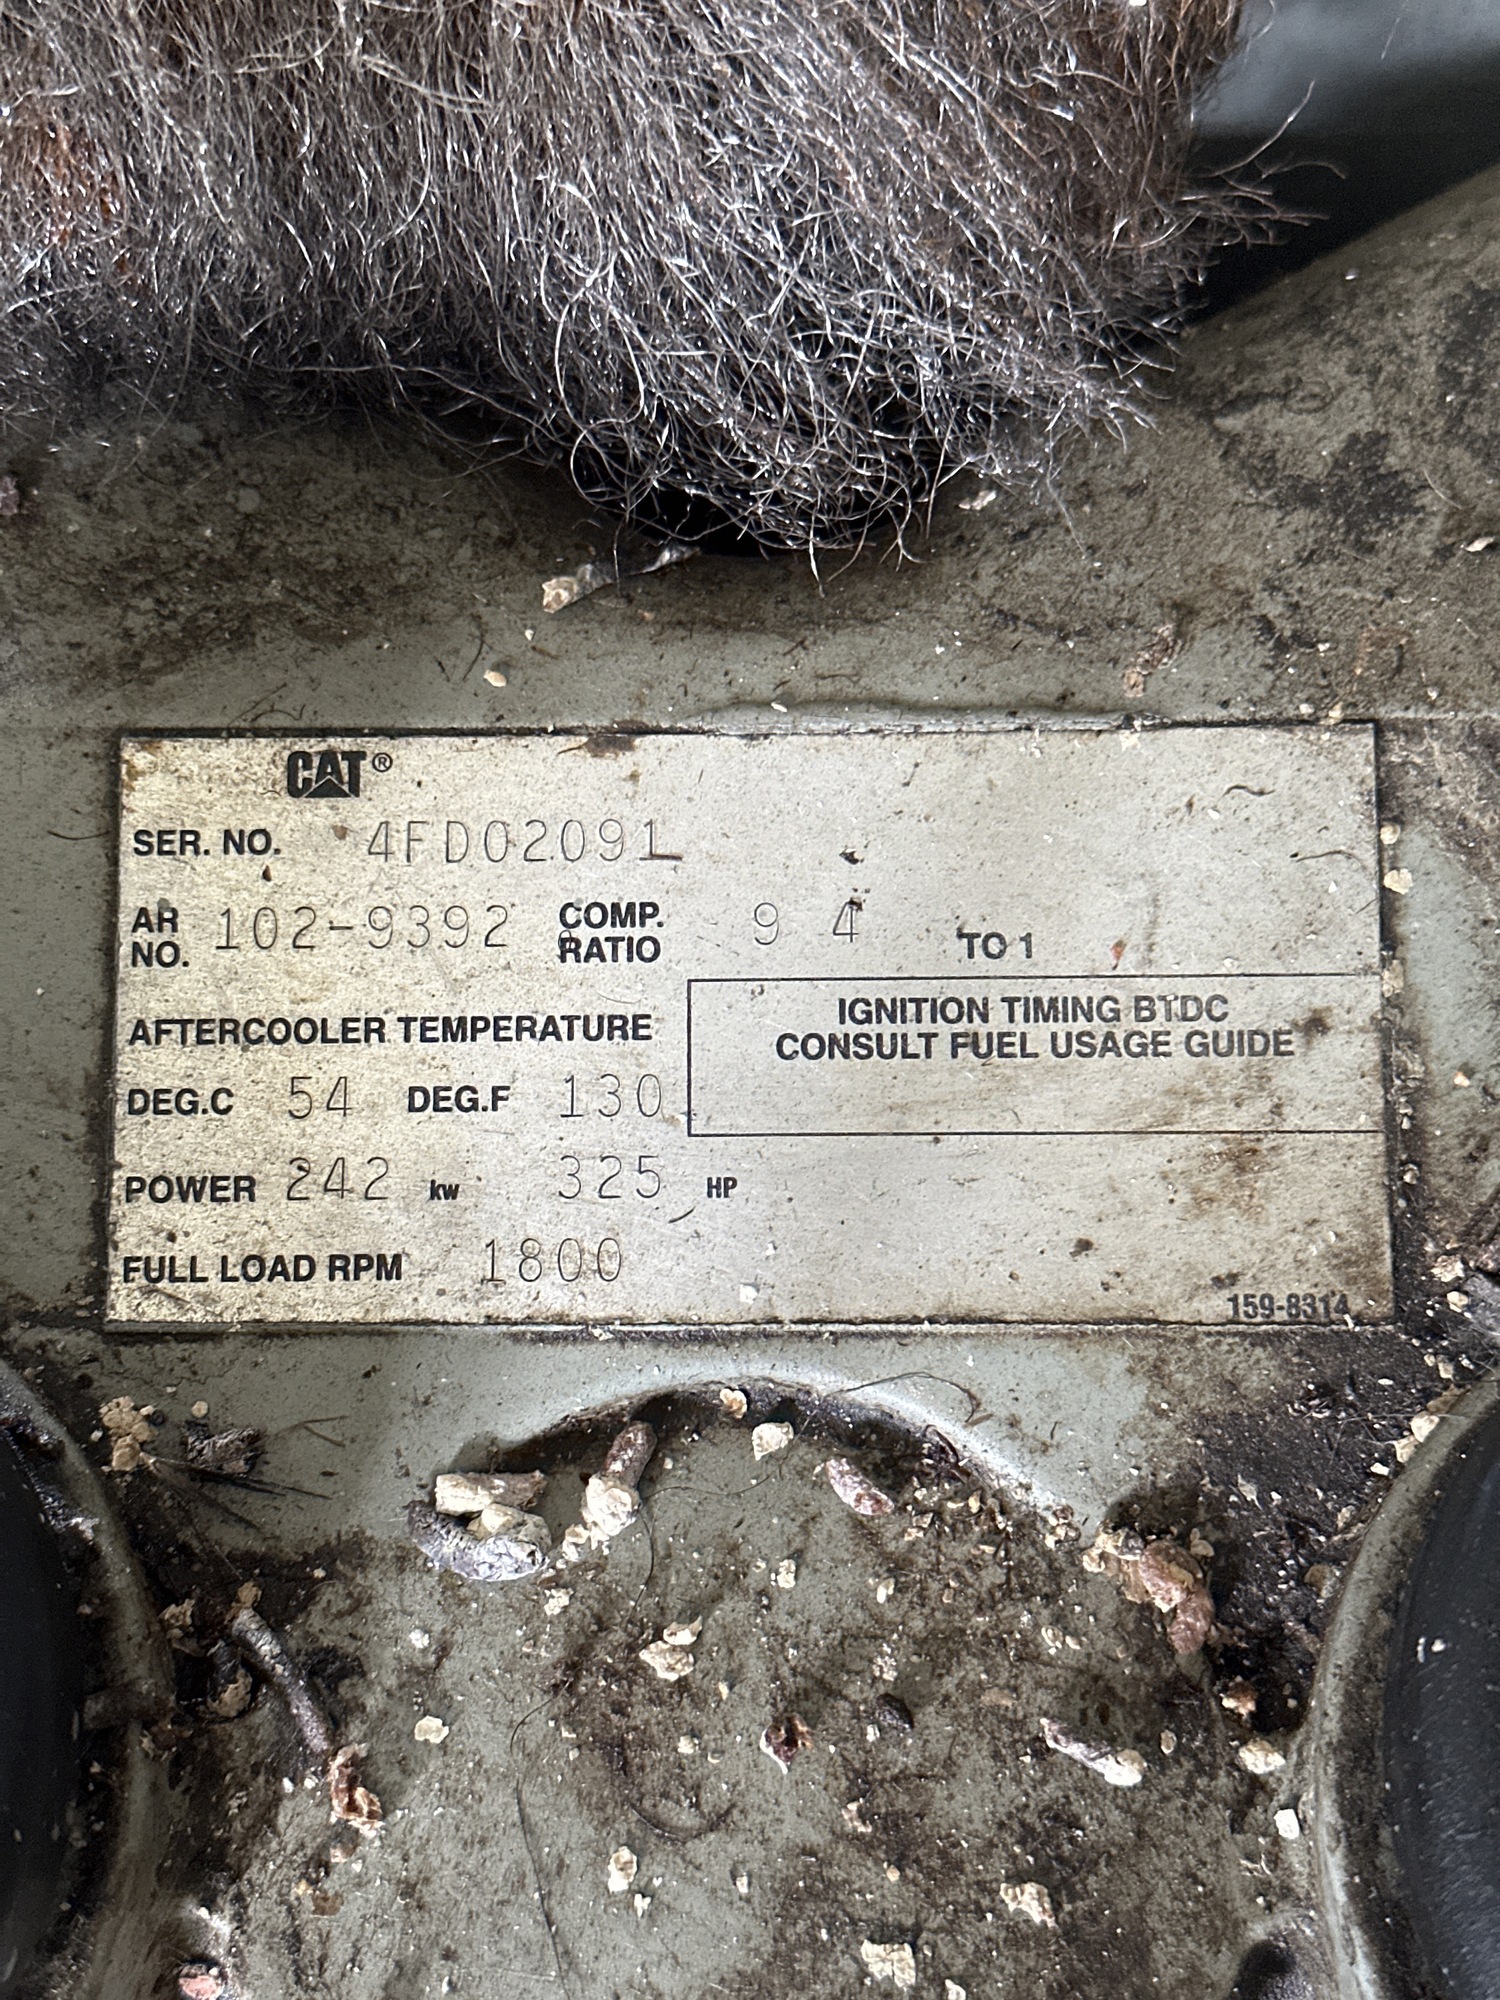 CAT®
SER. NO. 4FD02091
AR NO. 102-9392 COMP. RATIO 9 4 TO 1
AFTERCOOLER TEMPERATURE
DEG.C 54 DEG.F 130
IGNITION TIMING BTDC
CONSULT FUEL USAGE GUIDE
POWER 242 kw 325 HP
FULL LOAD RPM 1800
159-8314